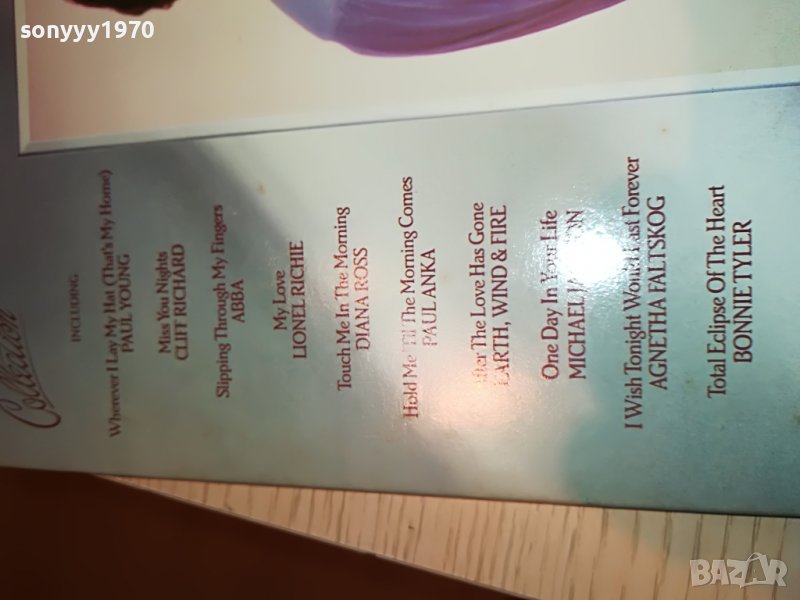 sonyyy1970
Collection
INCLUDING
Wherever I Lay My Hat (That's My Home)
PAUL YOUNG
Miss You Nights
CLIFF RICHARD
Slipping Through My Fingers
ABBA
My Love
LIONEL RICHIE
Touch Me In The Morning
DIANA ROSS
Hold Me 'Til The Morning Comes
PAUL ANKA
After The Love Has Gone
EARTH, WIND & FIRE
One Day In Your Life
MICHAEL JACKSON
I Wish Tonight Would Last Forever
AGNETHA FALTSKOG
Total Eclipse Of The Heart
BONNIE TYLER
BAZAR